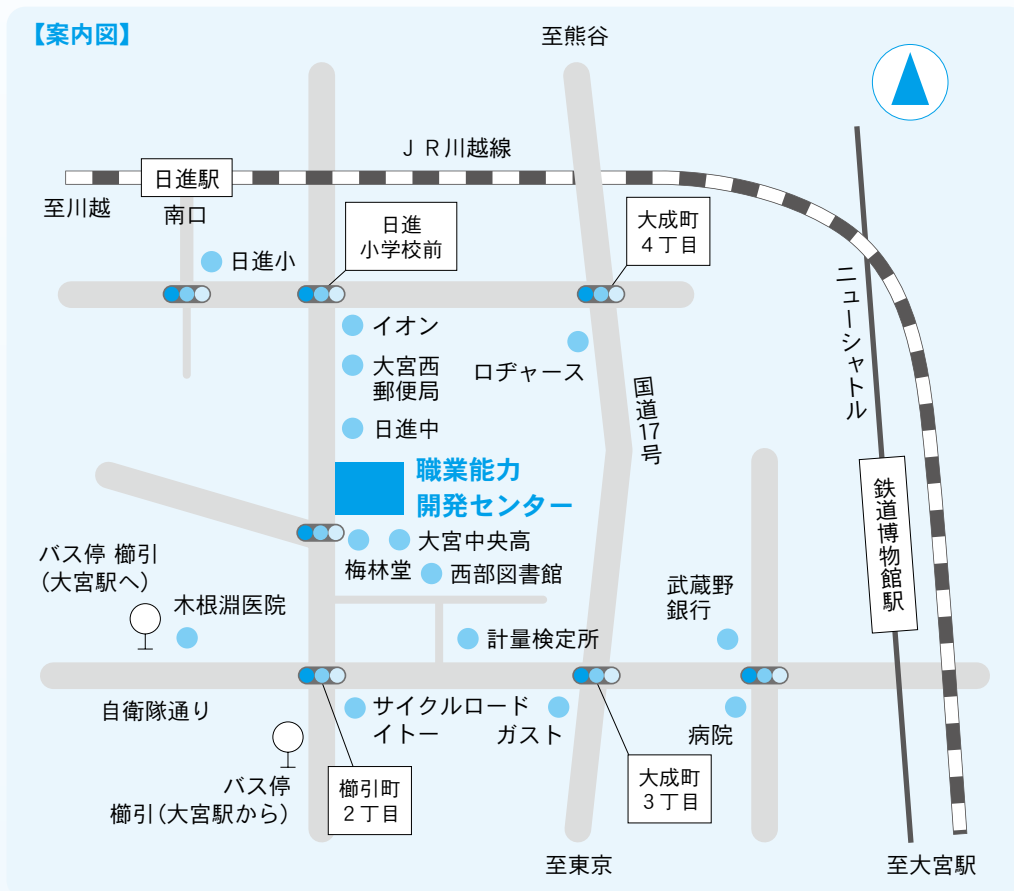 【案内図】
至熊谷
ＪＲ川越線
日進駅
至川越
南口
日進
小学校前
大成町
４丁目
日進小
ニューシャトル
イオン
大宮西
郵便局
ロヂャース
国道17号
日進中
職業能力
開発センター
鉄道博物館駅
大宮中央高
梅林堂
西部図書館
バス停 櫛引
(大宮駅へ)
木根淵医院
武蔵野
銀行
計量検定所
自衛隊通り
サイクルロード
イトー
ガスト
病院
バス停
櫛引(大宮駅から)
櫛引町
２丁目
大成町
３丁目
至東京
至大宮駅